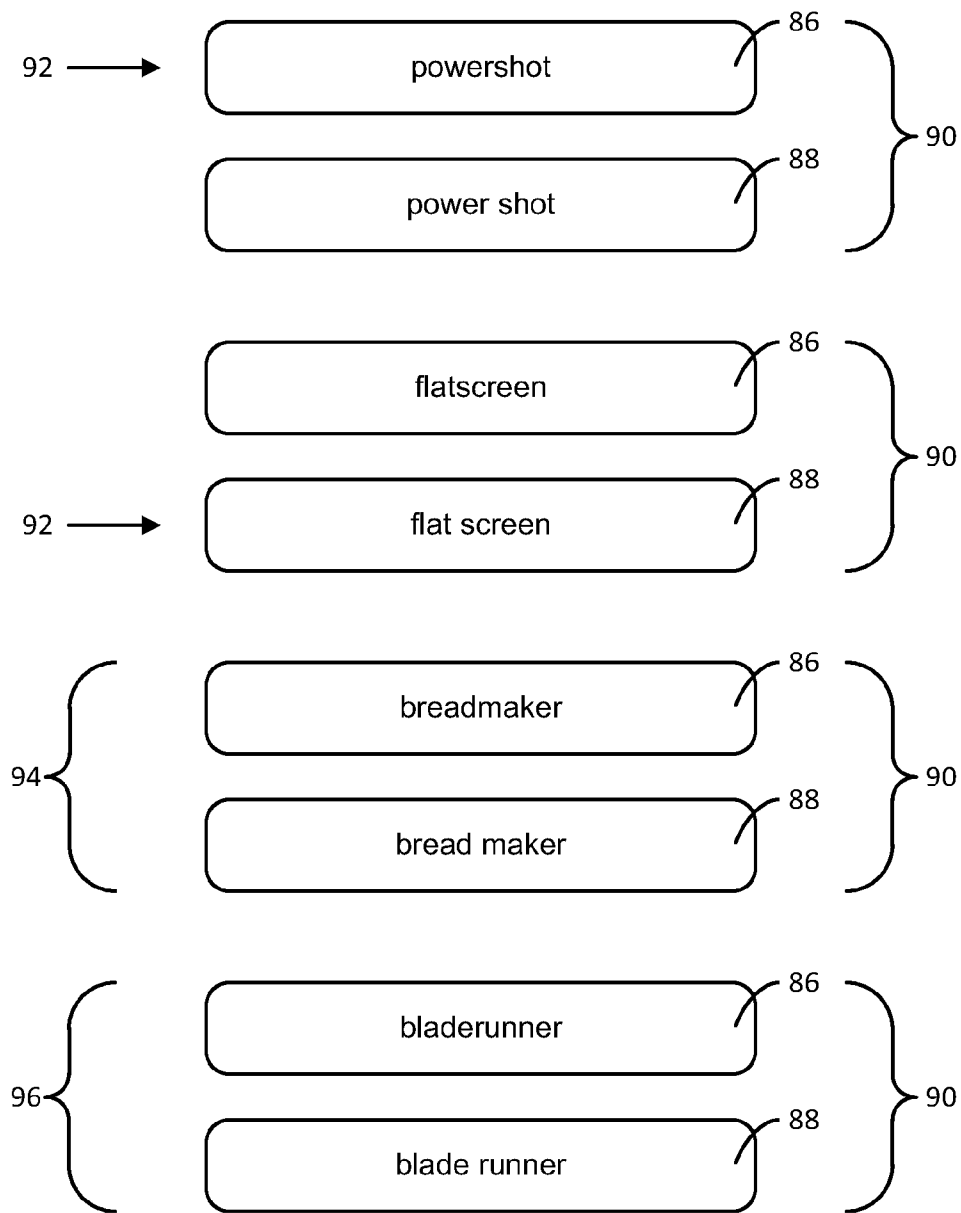 86
92
powershot
90
88
power shot
86
flatscreen
90
88
92
flat screen
86
breadmaker
94
90
88
bread maker
86
bladerunner
96
90
88
blade runner